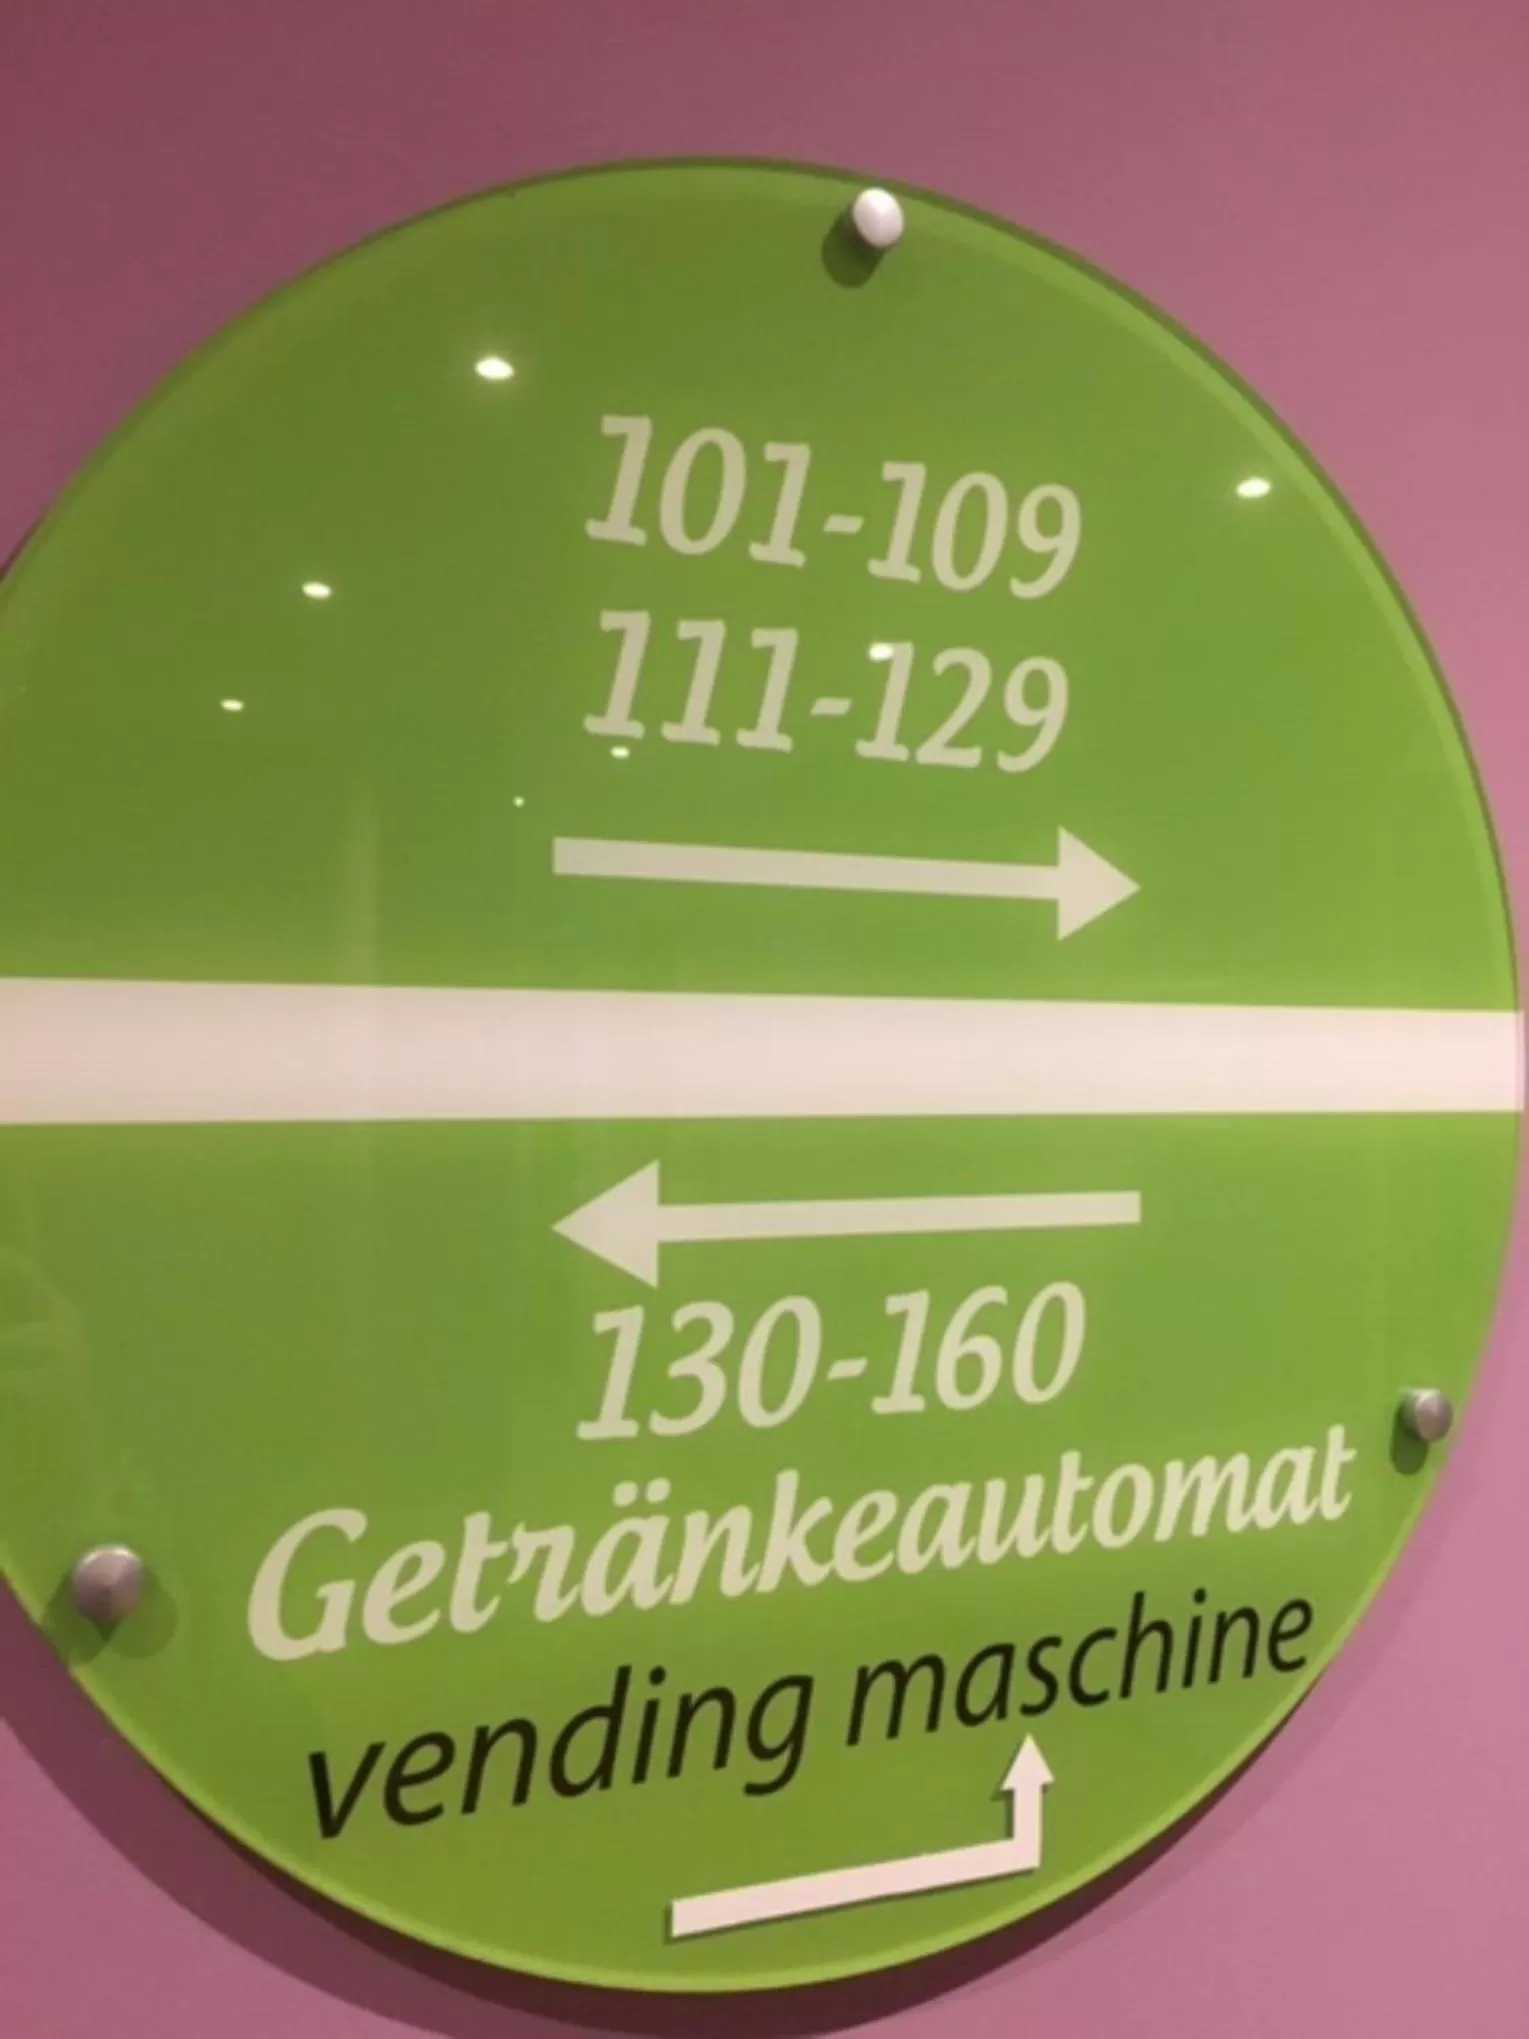 101-109
111-129
130-160
Getränkeautomat
vending maschine